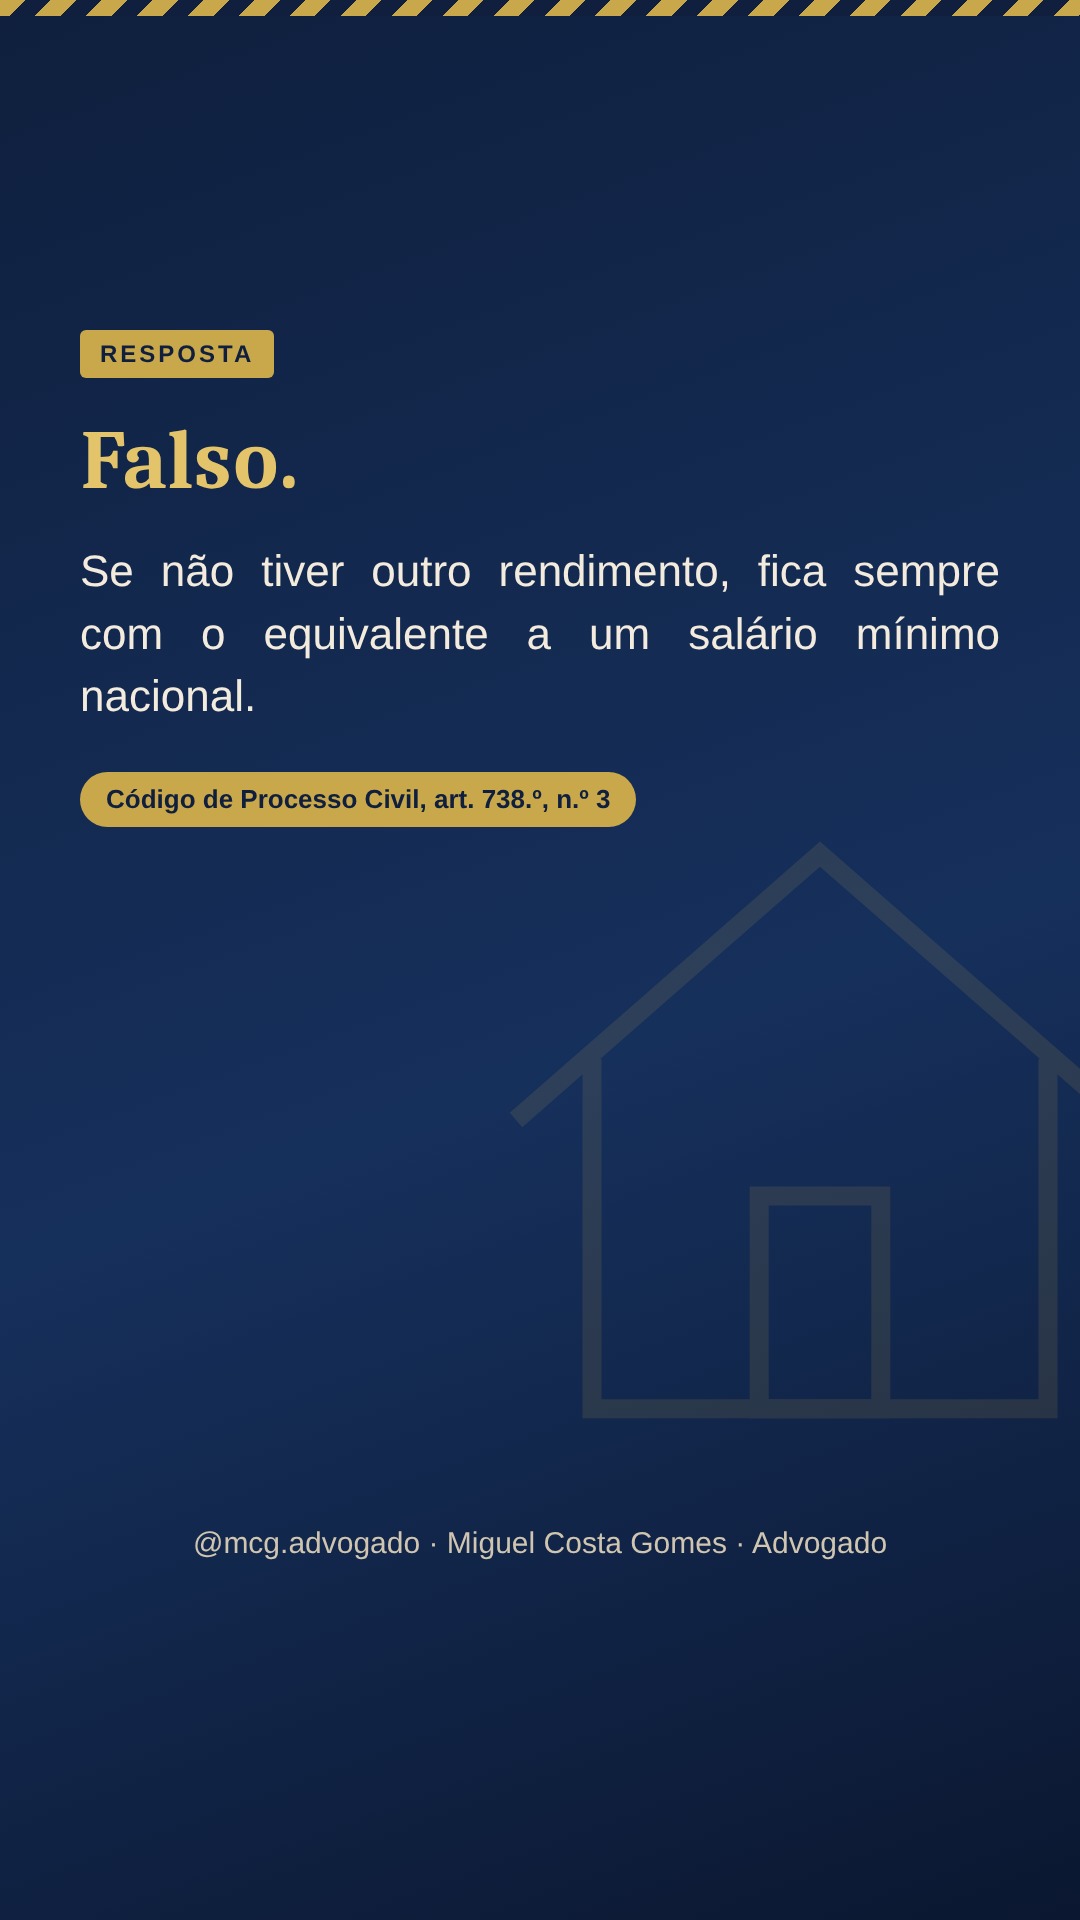 RESPOSTA
Falso.
Se não tiver outro rendimento, fica sempre
com o equivalente a um salário mínimo
nacional.
Código de Processo Civil, art. 738.º, n.º 3
@mcg.advogado · Miguel Costa Gomes · Advogado